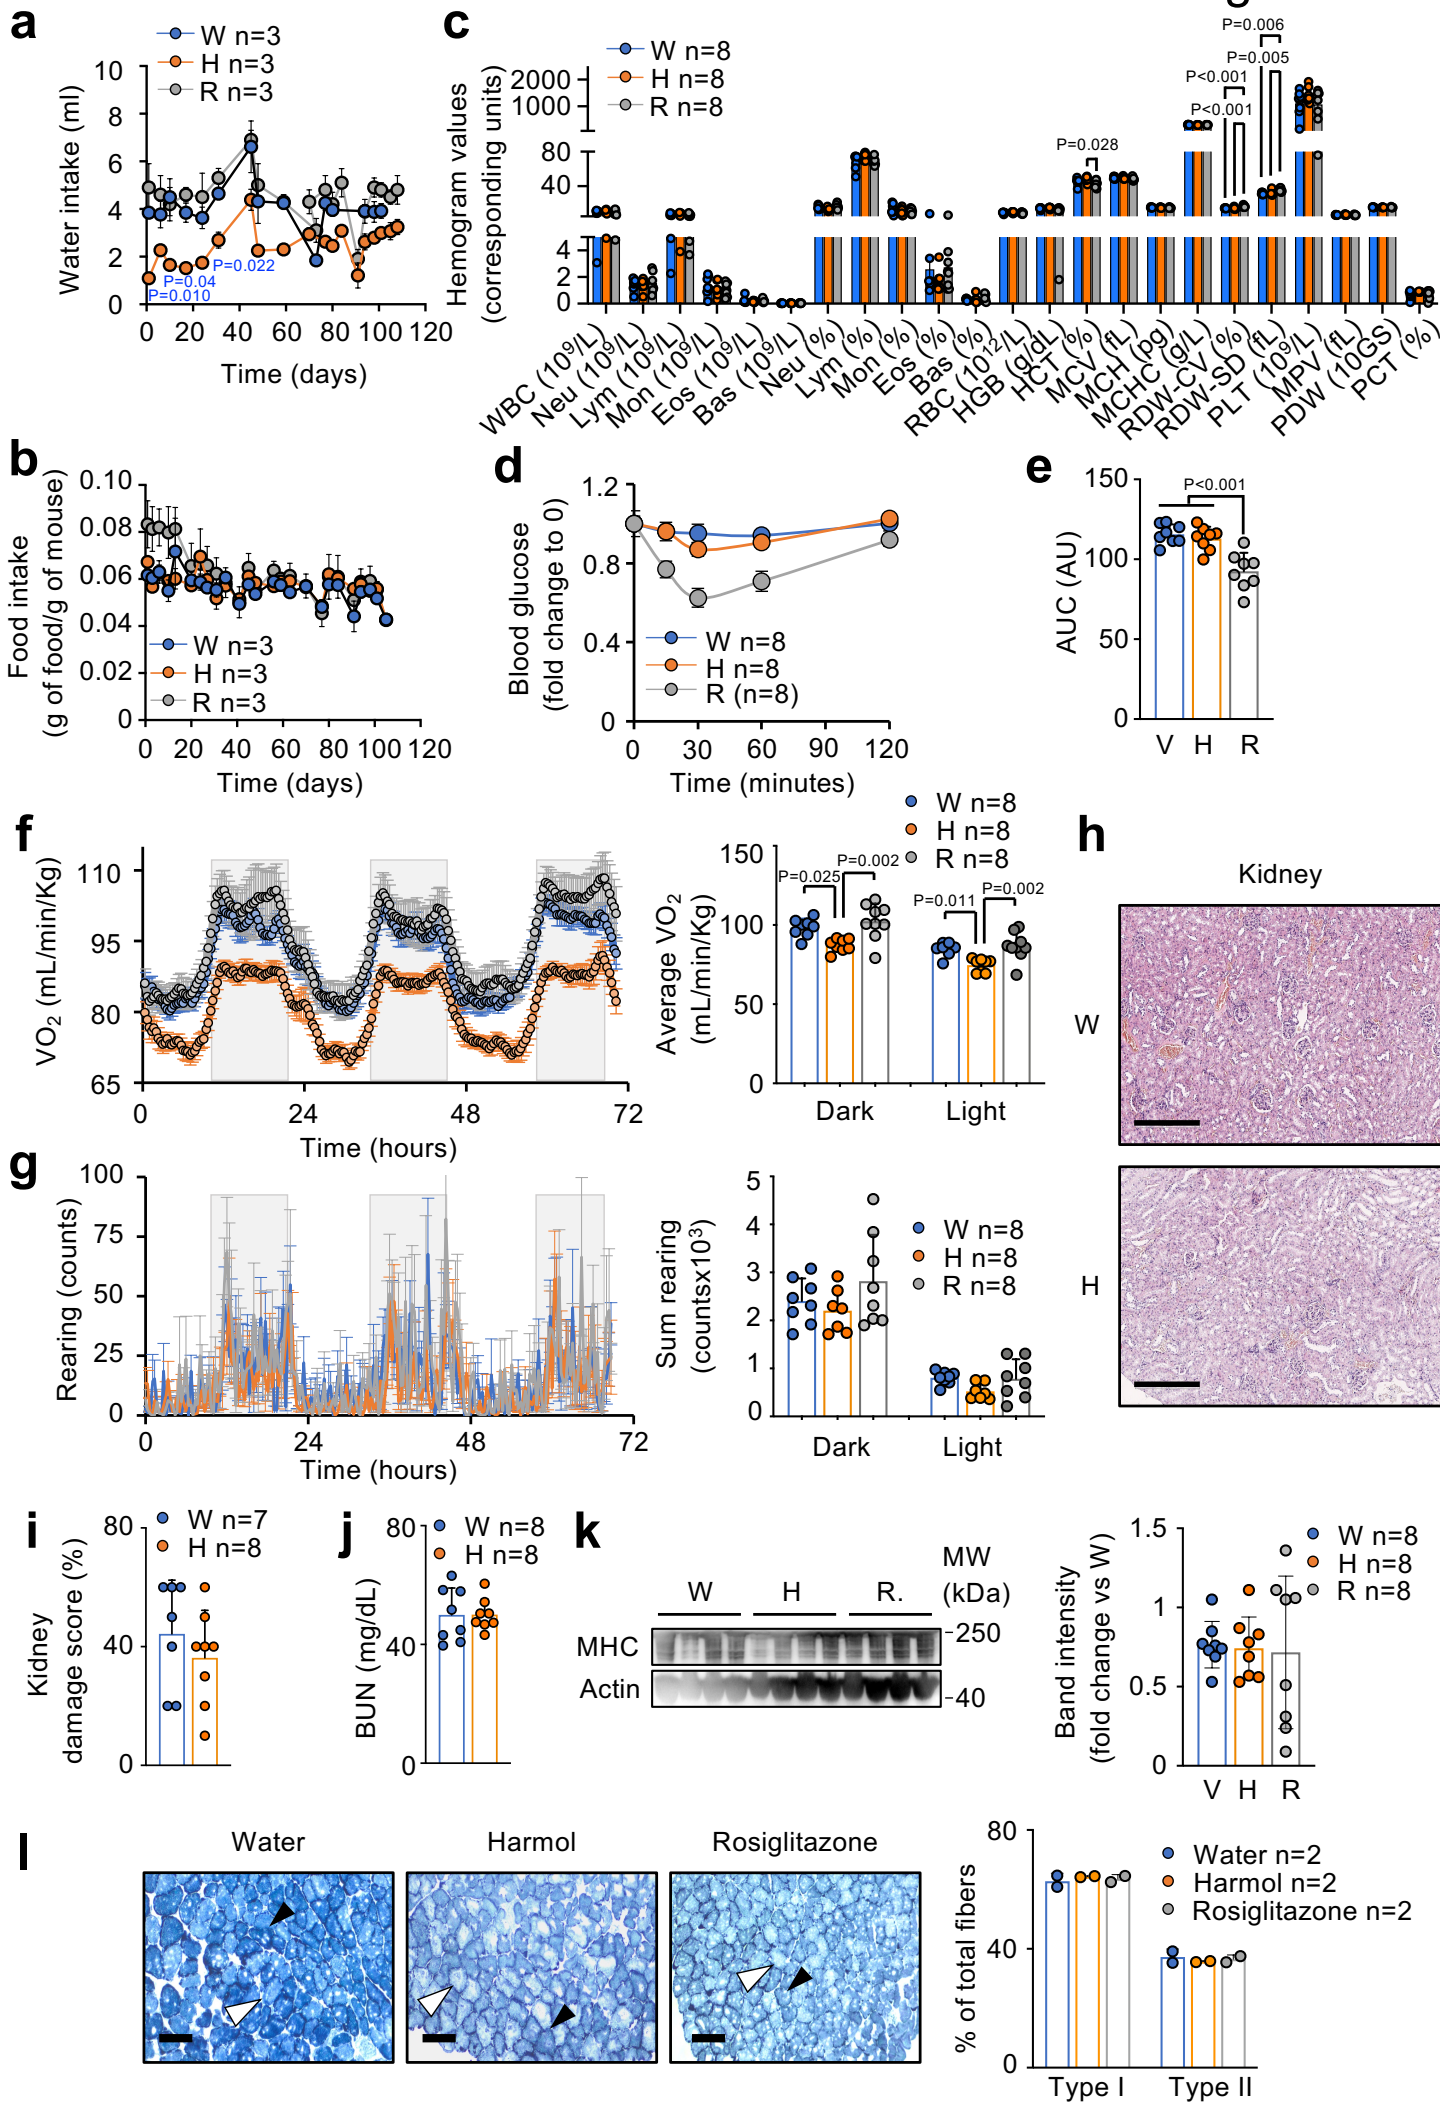 a
W n=3
H n=3
R n=3
Water intake (ml)
10
8
6
4
2
0
P=0.022
P=0.04
P=0.010
0 20 40 60 80 100 120
Time (days)
c
W n=8
H n=8
R n=8
Hemogram values
(corresponding units)
2000
1000
80
40
4
2
0
P=0.028
P<0.001
P<0.001
P=0.006
P=0.005
WBC (10⁹/L)
Neu (10⁹/L)
Lym (10⁹/L)
Mon (10⁹/L)
Eos (10⁹/L)
Bas (10⁹/L)
Neu (%)
Lym (%)
Mon (%)
Eos (%)
Bas (%)
RBC (10¹²/L)
HGB (g/dL)
HCT (%)
MCV (fL)
MCH (pg)
MCHC (g/L)
RDW-CV (%)
RDW-SD (fL)
PLT (10⁹/L)
MPV (fL)
PDW (10GS)
PCT (%)
b
Food intake
(g of food/g of mouse)
0.10
0.08
0.06
0.04
0.02
0
W n=3
H n=3
R n=3
0 20 40 60 80 100 120
Time (days)
d
Blood glucose
(fold change to 0)
1.2
0.8
0.4
0
W n=8
H n=8
R (n=8)
0 30 60 90 120
Time (minutes)
e
AUC (AU)
150
100
50
0
P<0.001
V H R
f
VO₂ (mL/min/Kg)
110
95
80
65
0 24 48 72
Time (hours)
W n=8
H n=8
R n=8
Average VO₂
(mL/min/Kg)
150
100
50
0
P=0.025
P=0.002
P=0.011
P=0.002
Dark Light
g
Rearing (counts)
100
75
50
25
0
0 24 48 72
Time (hours)
Sum rearing
(countsx10³)
5
4
3
2
1
0
W n=8
H n=8
R n=8
Dark Light
h
Kidney
W
H
i
W n=7
H n=8
Kidney
damage score (%)
80
40
0
j
W n=8
H n=8
BUN (mg/dL)
80
40
0
k
W H R.
MW
(kDa)
MHC
Actin
-250
-40
Band intensity
(fold change vs W)
1.5
1
0.5
0
W n=8
H n=8
R n=8
V H R
l
Water Harmol Rosiglitazone
% of total fibers
80
40
0
Water n=2
Harmol n=2
Rosiglitazone n=2
Type I Type II